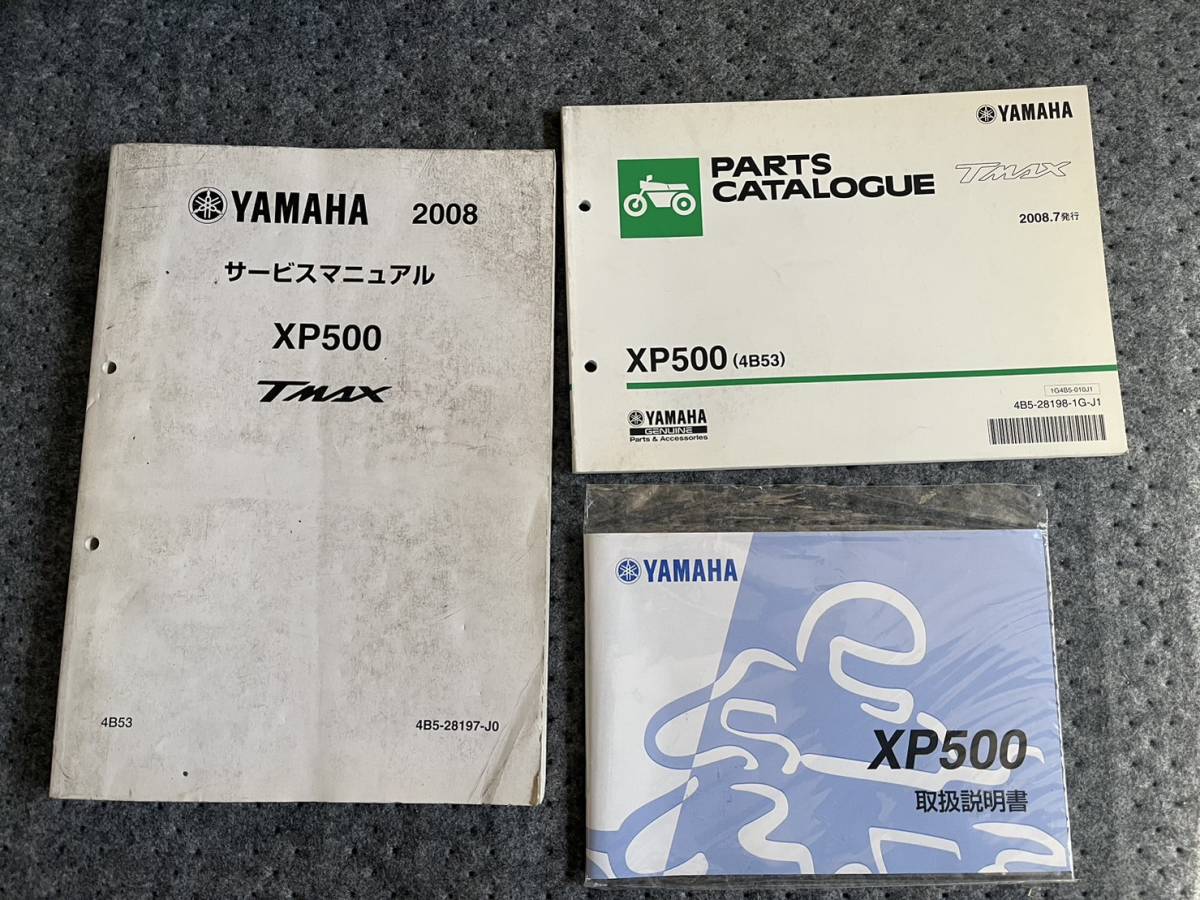 YAMAHA 2008
サービスマニュアル
XP500
TMAX
4B53
4B5-28197-J0
YAMAHA
PARTS
CATALOGUE
TMAX
2008.7発行
XP500 (4B53)
1G4B5-010J1
4B5-28198-1G-J1
YAMAHA
GENUINE
Parts & Accessories
YAMAHA
XP500
取扱説明書